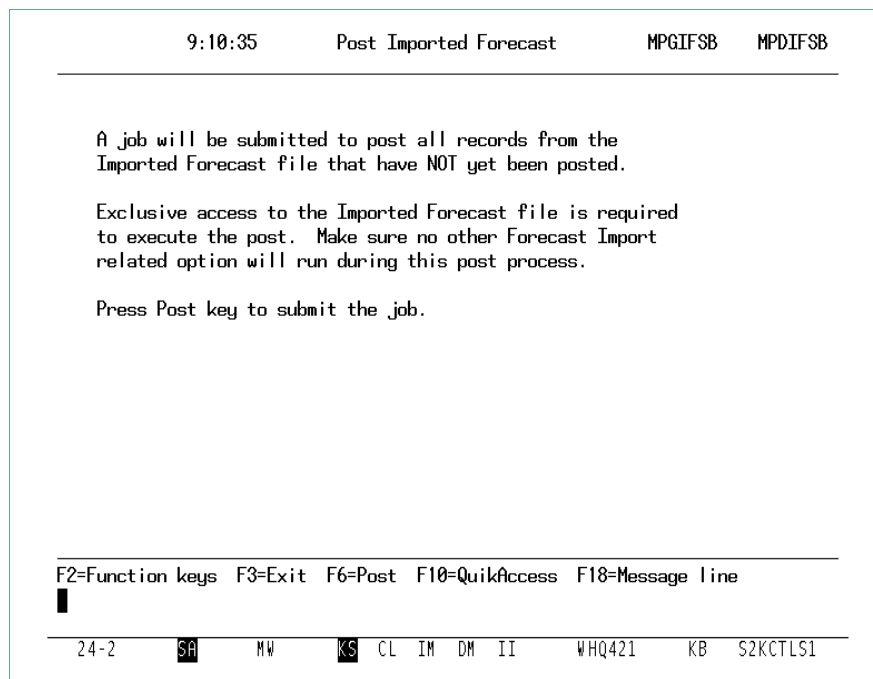 9:10:35 Post Imported Forecast MPGIFSB MPDIFSB
A job will be submitted to post all records from the
Imported Forecast file that have NOT yet been posted.
Exclusive access to the Imported Forecast file is required
to execute the post. Make sure no other Forecast Import
related option will run during this post process.
Press Post key to submit the job.
F2=Function keys F3=Exit F6=Post F10=QuikAccess F18=Message line
24-2 SA MW KS CL IM DM II WHQ421 KB S2KCTLS1